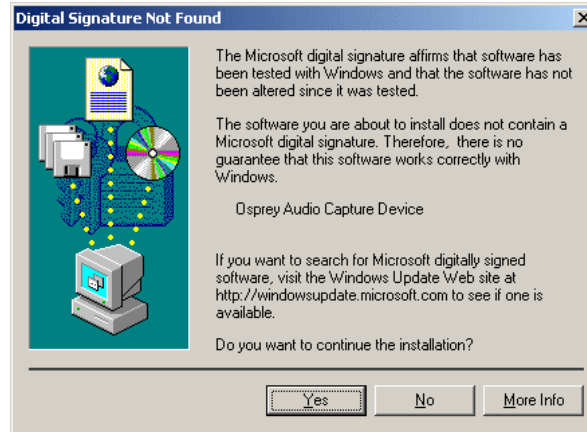 Digital Signature Not Found
The Microsoft digital signature affirms that software has
been tested with Windows and that the software has not
been altered since it was tested.
The software you are about to install does not contain a
Microsoft digital signature. Therefore, there is no
guarantee that this software works correctly with
Windows.
Osprey Audio Capture Device
If you want to search for Microsoft digitally signed
software, visit the Windows Update Web site at
http://windowsupdate.microsoft.com to see if one is
available.
Do you want to continue the installation?
Yes No More Info